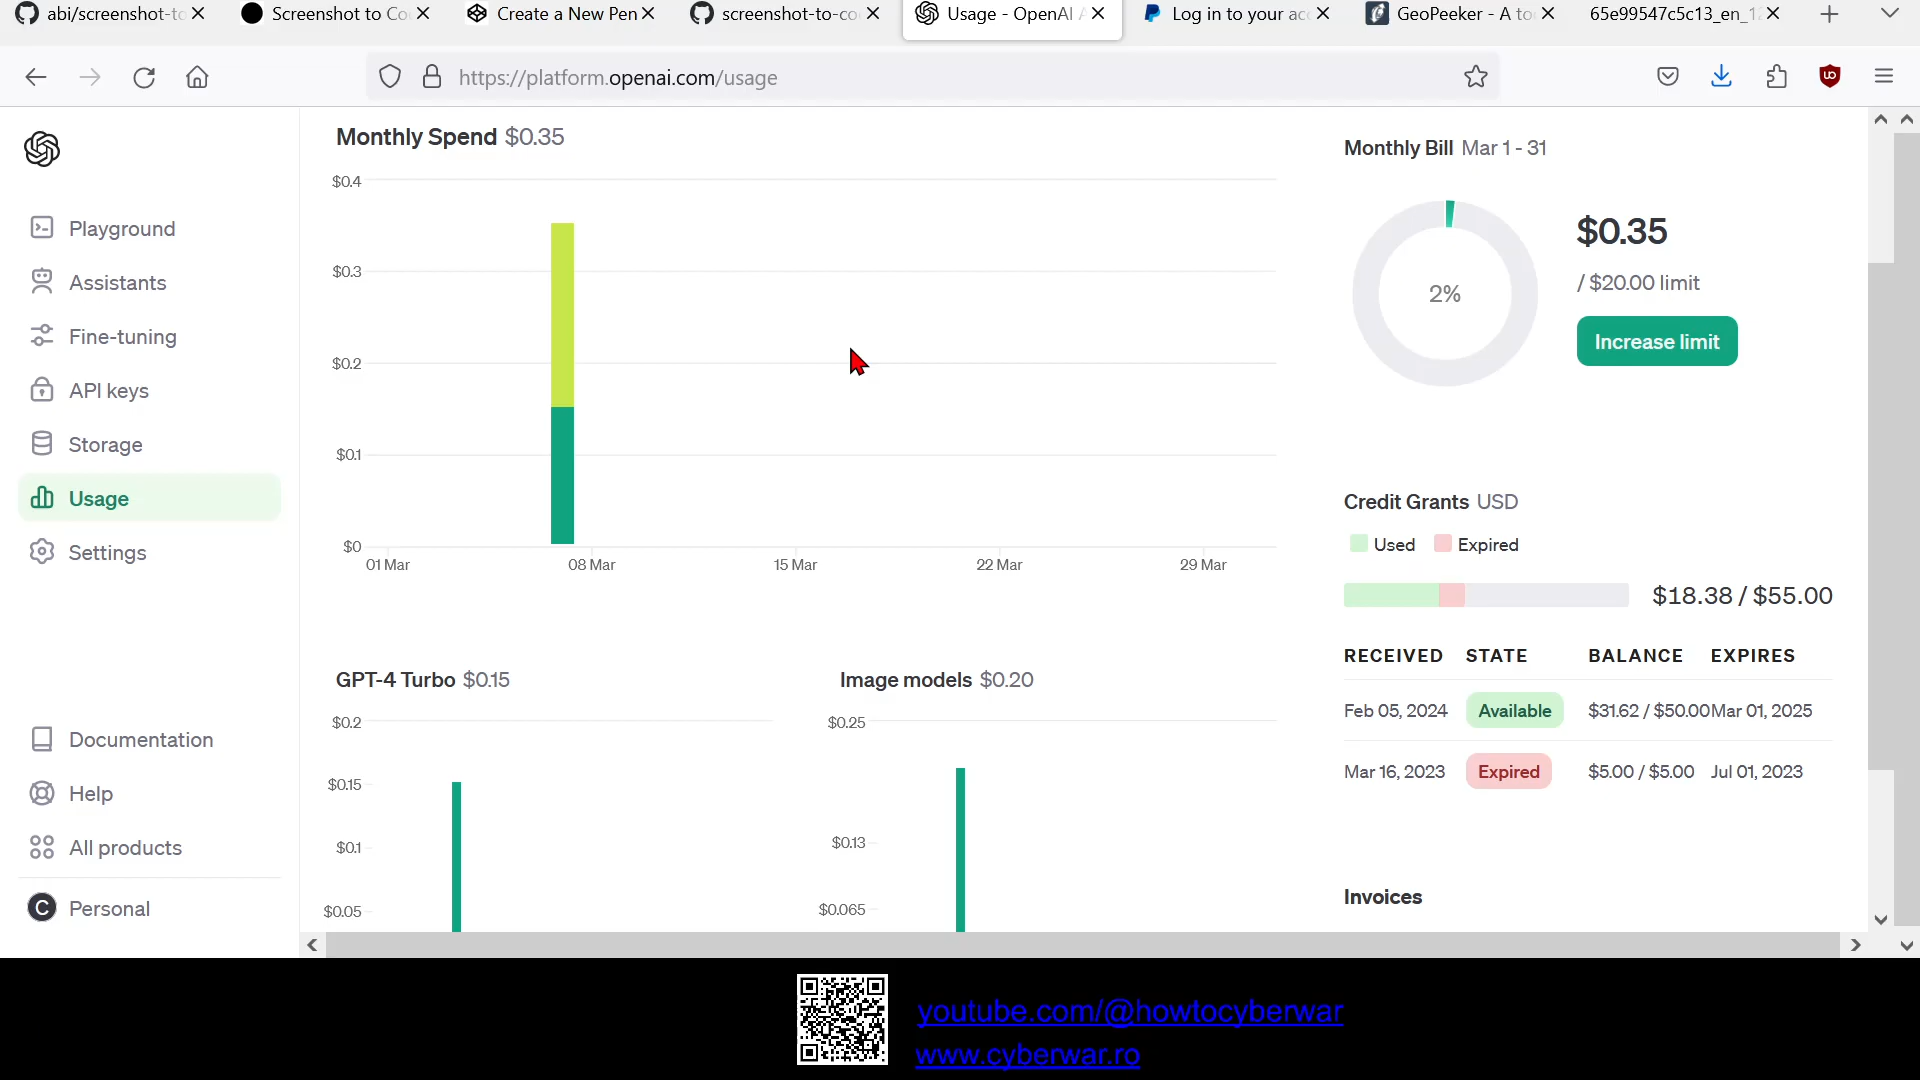 abi/screenshot-to
Screenshot to Co
Create a New Pen
screenshot-to-co
Usage - OpenAI A
Log in to your acc
GeoPeeker - A to
65e99547c5c13_en_12
https://platform.openai.com/usage
Playground
Assistants
Fine-tuning
API keys
Storage
Usage
Settings
Documentation
Help
All products
C Personal
Monthly Spend $0.35
$0.4
$0.3
$0.2
$0.1
$0
01 Mar
08 Mar
15 Mar
22 Mar
29 Mar
GPT-4 Turbo $0.15
$0.2
$0.15
$0.1
$0.05
Image models $0.20
$0.25
$0.13
$0.065
Monthly Bill Mar 1 - 31
2%
$0.35
/ $20.00 limit
Increase limit
Credit Grants USD
Used
Expired
$18.38 / $55.00
RECEIVED STATE BALANCE EXPIRES
Feb 05, 2024 Available $31.62 / $50.00 Mar 01, 2025
Mar 16, 2023 Expired $5.00 / $5.00 Jul 01, 2023
Invoices
youtube.com/@howtocyberwar
www.cyberwar.ro